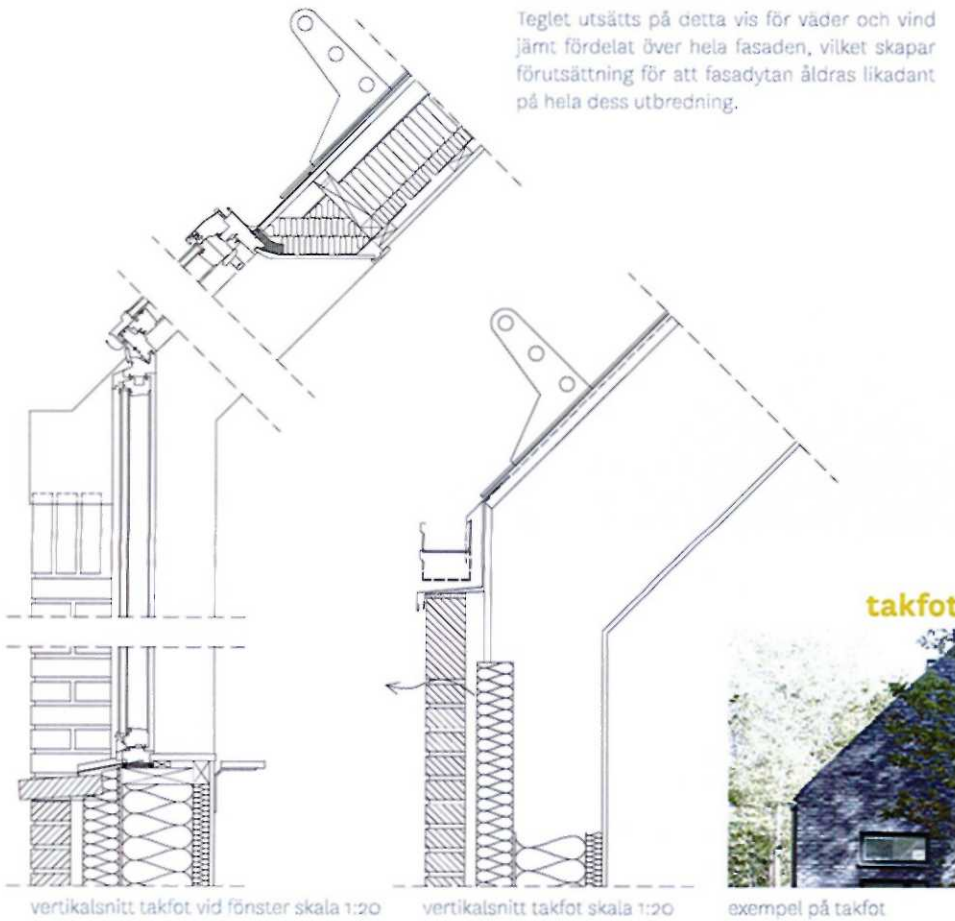 Teglet utsätts på detta vis för väder och vind
jämt fördelat över hela fasaden, vilket skapar
förutsättning för att fasadytan åldras likadant
på hela dess utbredning.
takfot
vertikalsnitt takfot vid fönster skala 1:20
vertikalsnitt takfot skala 1:20
exempel på takfot